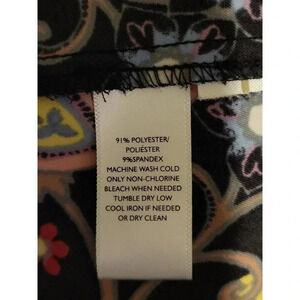 91% POLYESTER/
POLIÉSTER
9%SPANDEX
MACHINE WASH COLD
ONLY NON-CHLORINE
BLEACH WHEN NEEDED
TUMBLE DRY LOW
COOL IRON IF NEEDED
OR DRY CLEAN